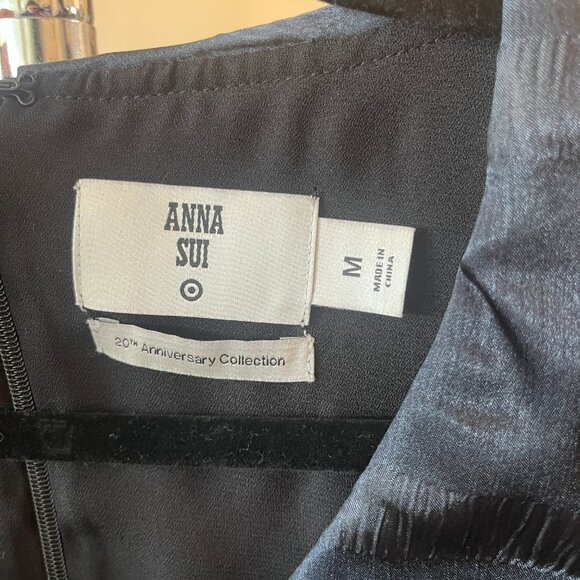 ANNA
SUI
M
MADE IN
CHINA
20TH Anniversary Collection